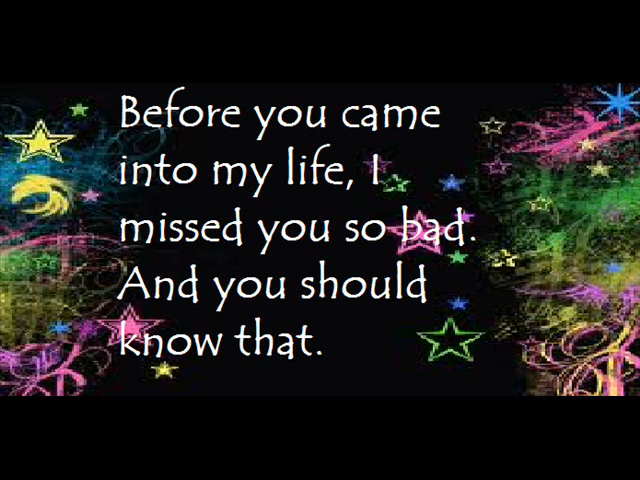 Before you came
into my life, I
missed you so bad.
And you should
know that.